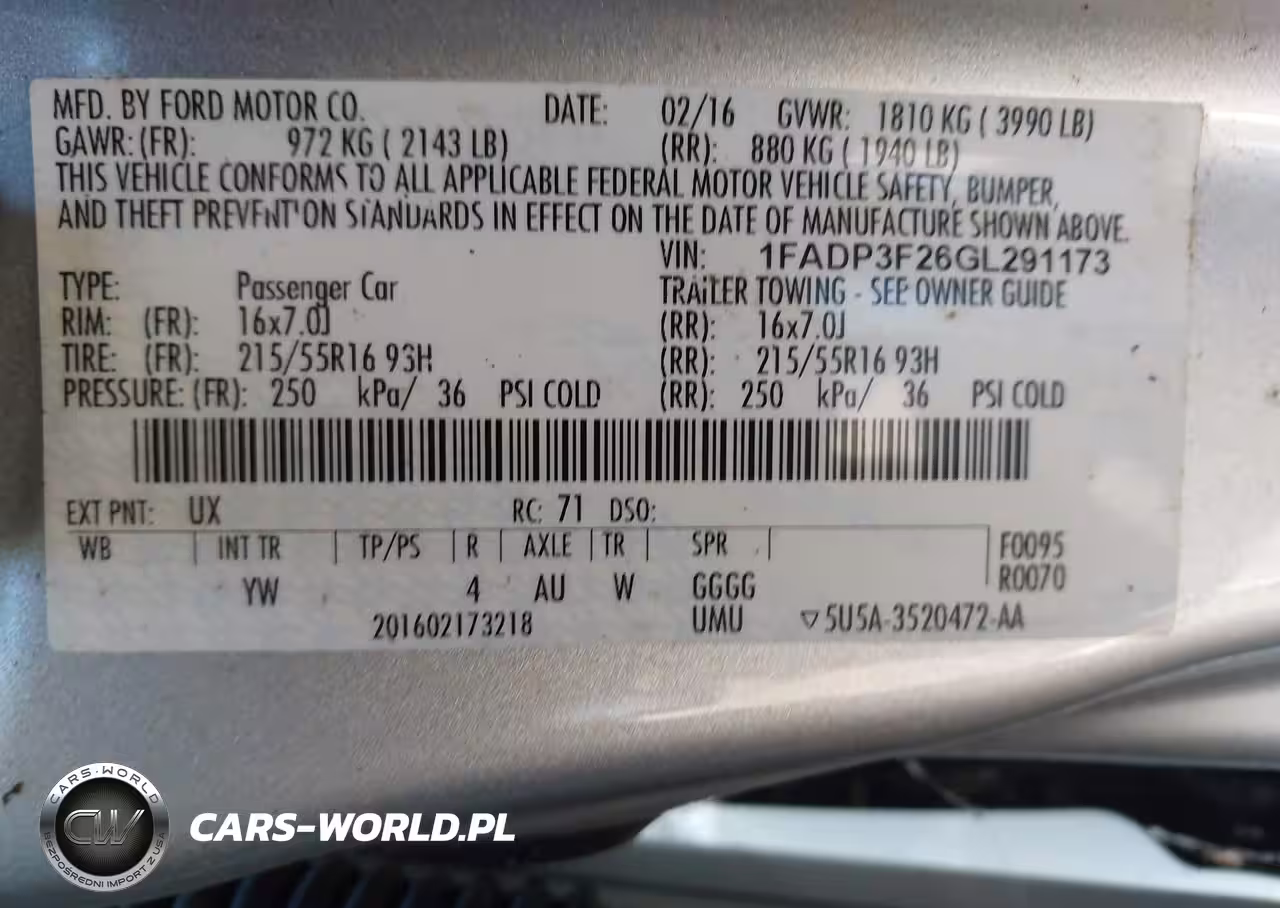 MFD. BY FORD MOTOR CO. DATE: 02/16 GVWR: 1810 KG ( 3990 LB)
GAWR: (FR): 972 KG ( 2143 LB) (RR): 880 KG ( 1940 LB)
THIS VEHICLE CONFORMS TO ALL APPLICABLE FEDERAL MOTOR VEHICLE SAFETY, BUMPER,
AND THEFT PREVENTION STANDARDS IN EFFECT ON THE DATE OF MANUFACTURE SHOWN ABOVE.
VIN: 1FADP3F26GL291173
TYPE: Passenger Car TRAILER TOWING - SEE OWNER GUIDE
RIM: (FR): 16x7.0J (RR): 16x7.0J
TIRE: (FR): 215/55R16 93H (RR): 215/55R16 93H
PRESSURE: (FR): 250 kPa/ 36 PSI COLD (RR): 250 kPa/ 36 PSI COLD
EXT PNT: UX RC: 71 DSO:
WB | INT TR | TP/PS | R | AXLE | TR | SPR | F0095
YW 4 AU W GGGG R0070
201602173218 UMU ▽5U5A-3520472-AA
CARS-WORLD
CW
BEZPOŚREDNI IMPORT Z USA
CARS-WORLD.PL